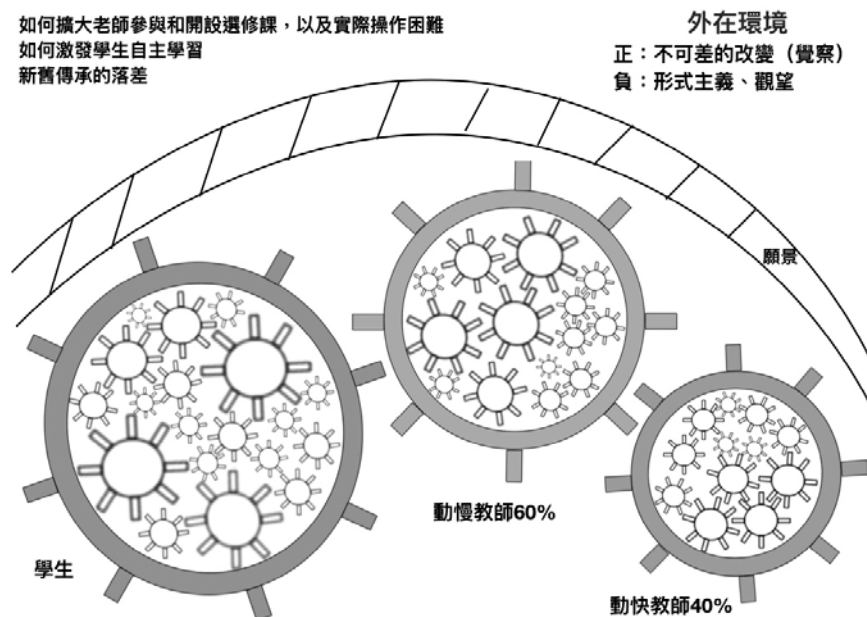 如何擴大老師參與和開設選修課，以及實際操作困難
如何激發學生自主學習
新舊傳承的落差
外在環境
正：不可差的改變（覺察）
負：形式主義、觀望
願景
動慢教師60%
學生
動快教師40%